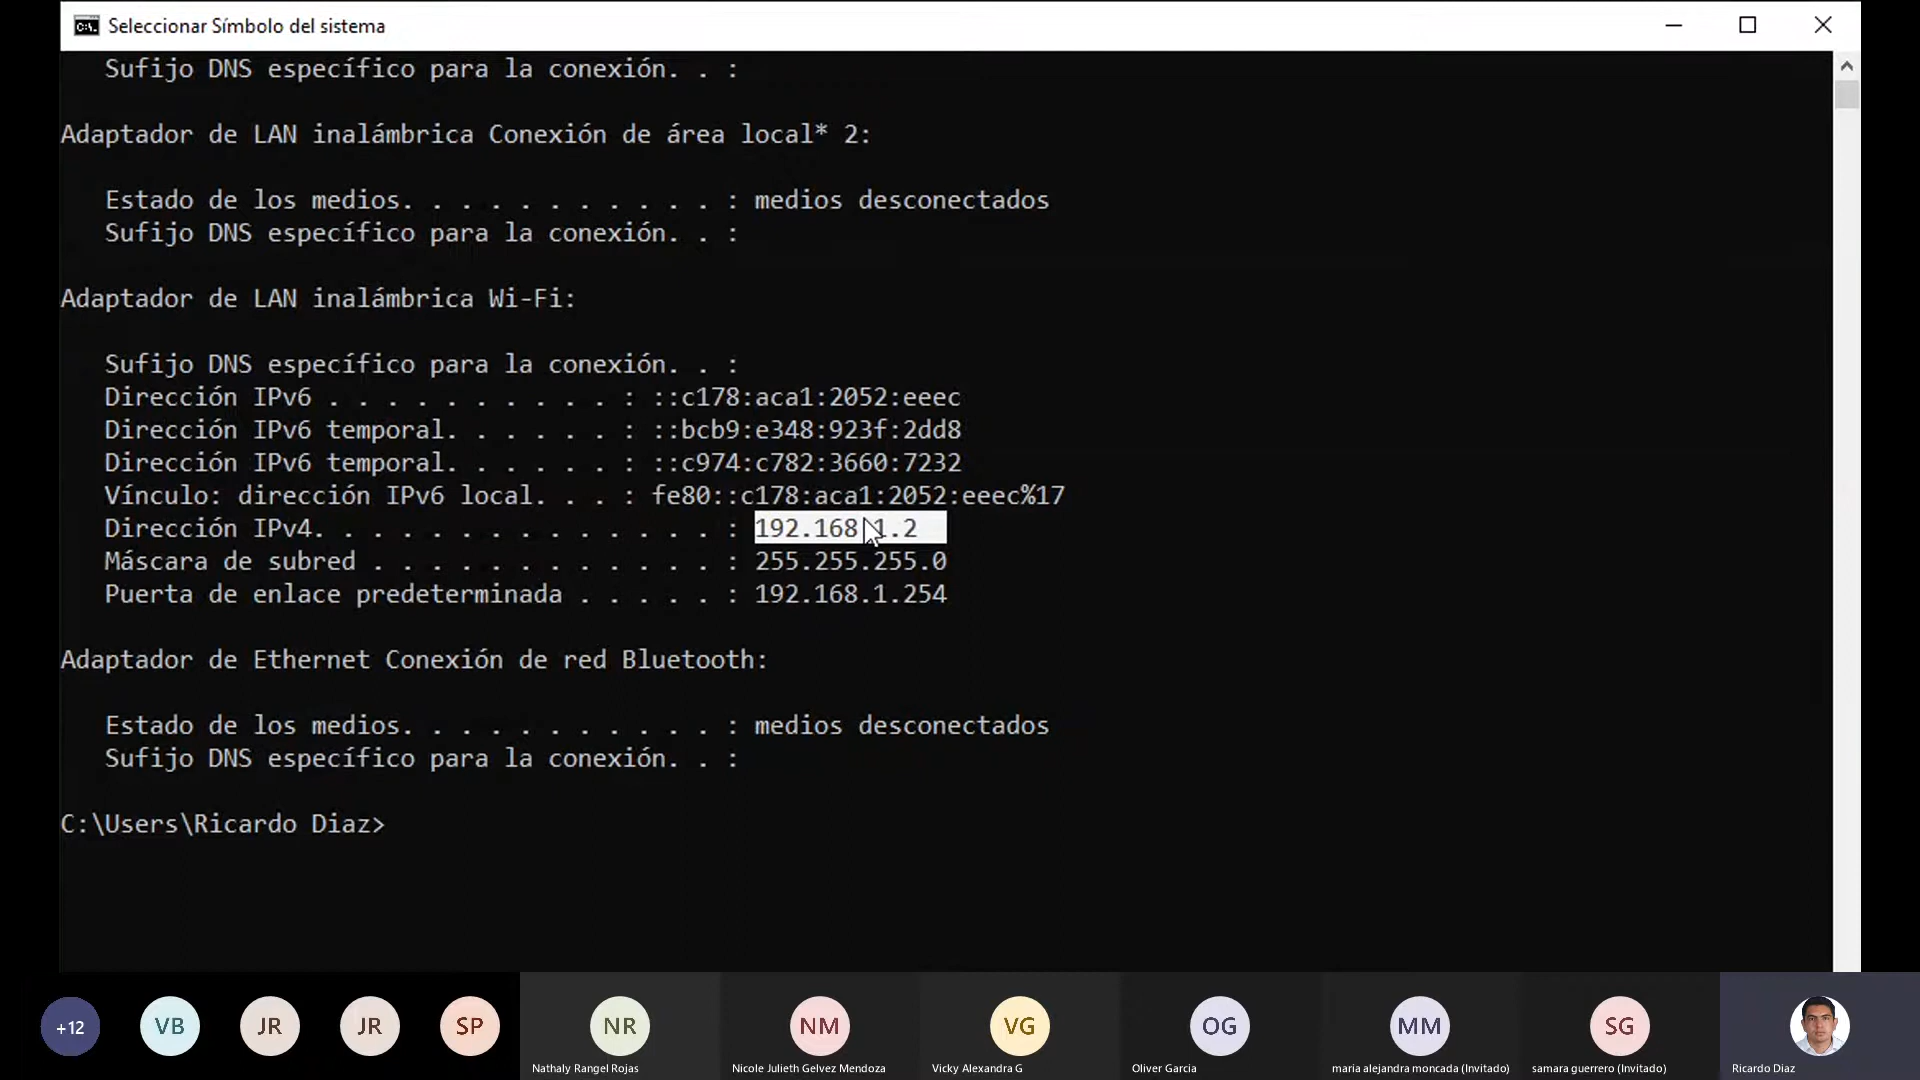 Seleccionar Símbolo del sistema
Sufijo DNS específico para la conexión. . :
Adaptador de LAN inalámbrica Conexión de área local* 2:
Estado de los medios. . . . . . . . . . . : medios desconectados
Sufijo DNS específico para la conexión. . :
Adaptador de LAN inalámbrica Wi-Fi:
Sufijo DNS específico para la conexión. . :
Dirección IPv6 . . . . . . . . . . : ::c178:aca1:2052:eeec
Dirección IPv6 temporal. . . . . . : ::bcb9:e348:923f:2dd8
Dirección IPv6 temporal. . . . . . : ::c974:c782:3660:7232
Vínculo: dirección IPv6 local. . . : fe80::c178:aca1:2052:eeec%17
Dirección IPv4. . . . . . . . . . . . . . : 192.168.1.2
Máscara de subred . . . . . . . . . . . . : 255.255.255.0
Puerta de enlace predeterminada . . . . . : 192.168.1.254
Adaptador de Ethernet Conexión de red Bluetooth:
Estado de los medios. . . . . . . . . . . : medios desconectados
Sufijo DNS específico para la conexión. . :
C:\Users\Ricardo Diaz>
+12 VB JR JR SP NR NM VG OG MM SG
Nathaly Rangel Rojas Nicole Julieth Gelvez Mendoza Vicky Alexandra G Oliver Garcia maria alejandra moncada (Invitado) samara guerrero (Invitado) Ricardo Diaz